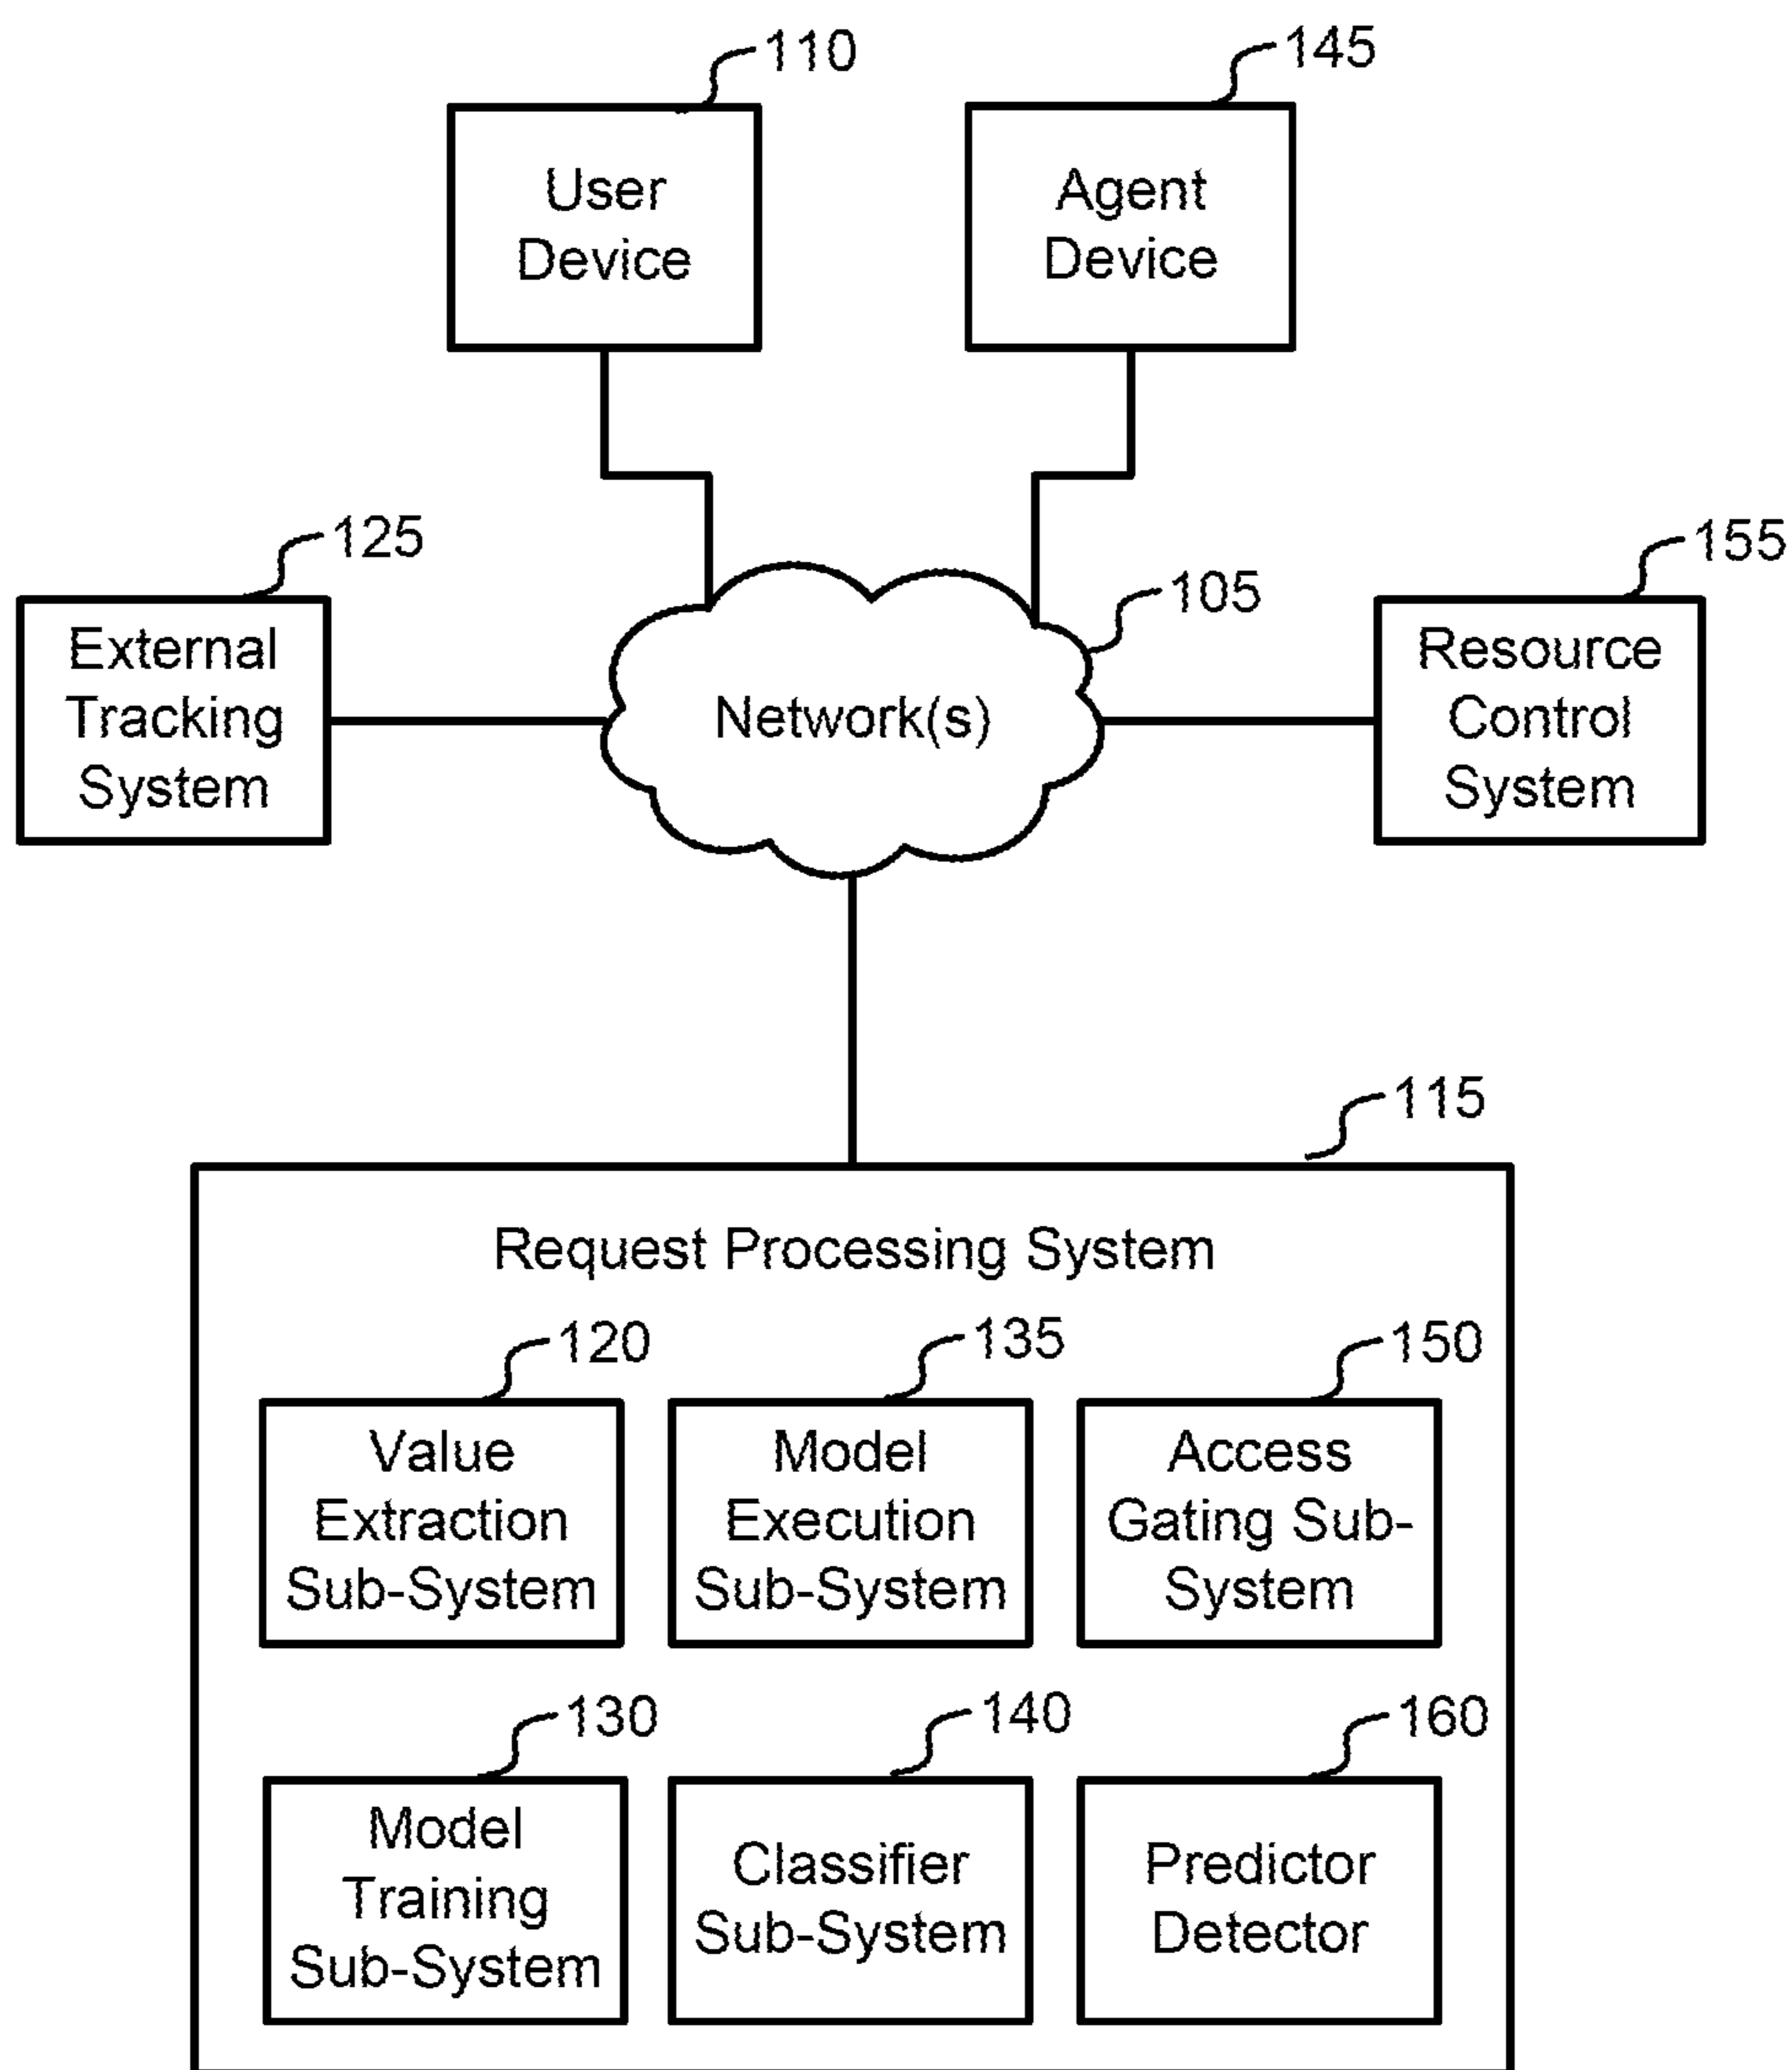 110
145
User
Device
Agent
Device
125
155
105
External
Tracking
System
Network(s)
Resource
Control
System
115
Request Processing System
120
135
150
Value
Extraction
Sub-System
Model
Execution
Sub-System
Access
Gating Sub-
System
130
140
160
Model
Training
Sub-System
Classifier
Sub-System
Predictor
Detector